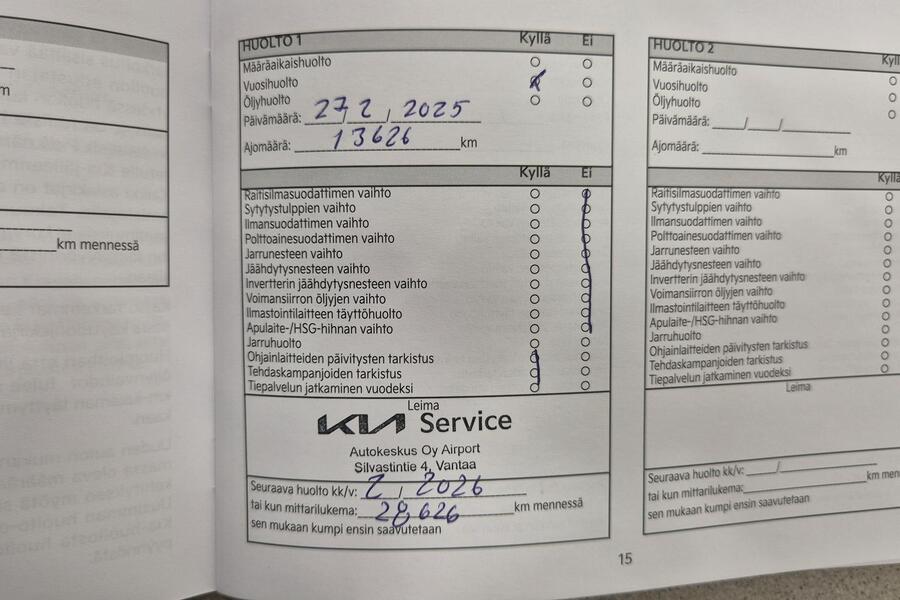 m
km mennessä
HUOLTO 1 Kyllä Ei
Määräaikaishuolto
Vuosihuolto
Öljyhuolto
Päivämäärä: 27, 2, 2025
Ajomäärä: 13626 km
Kyllä Ei
Raitisilmasuodattimen vaihto
Sytytystulppien vaihto
Ilmansuodattimen vaihto
Polttoainesuodattimen vaihto
Jarrunesteen vaihto
Jäähdytysnesteen vaihto
Invertterin jäähdytysnesteen vaihto
Voimansiirron öljyjen vaihto
Ilmastointilaitteen täyttöhuolto
Apulaite-/HSG-hihnan vaihto
Jarruhuolto
Ohjainlaitteiden päivitysten tarkistus
Tehdaskampanjoiden tarkistus
Tiepalvelun jatkaminen vuodeksi
Leima
KIA Service
Autokeskus Oy Airport
Silvastintie 4, Vantaa
Seuraava huolto kk/v: 2 / 2026
tai kun mittarilukema: 28626 km mennessä
sen mukaan kumpi ensin saavutetaan
15
HUOLTO 2 Kyllä
Määräaikaishuolto
Vuosihuolto
Öljyhuolto
Päivämäärä: / /
Ajomäärä: km
Kyllä
Raitisilmasuodattimen vaihto
Sytytystulppien vaihto
Ilmansuodattimen vaihto
Polttoainesuodattimen vaihto
Jarrunesteen vaihto
Jäähdytysnesteen vaihto
Invertterin jäähdytysnesteen vaihto
Voimansiirron öljyjen vaihto
Ilmastointilaitteen täyttöhuolto
Apulaite-/HSG-hihnan vaihto
Jarruhuolto
Ohjainlaitteiden päivitysten tarkistus
Tehdaskampanjoiden tarkistus
Tiepalvelun jatkaminen vuodeksi
Leima
Seuraava huolto kk/v: /
tai kun mittarilukema: km men
sen mukaan kumpi ensin saavutetaan